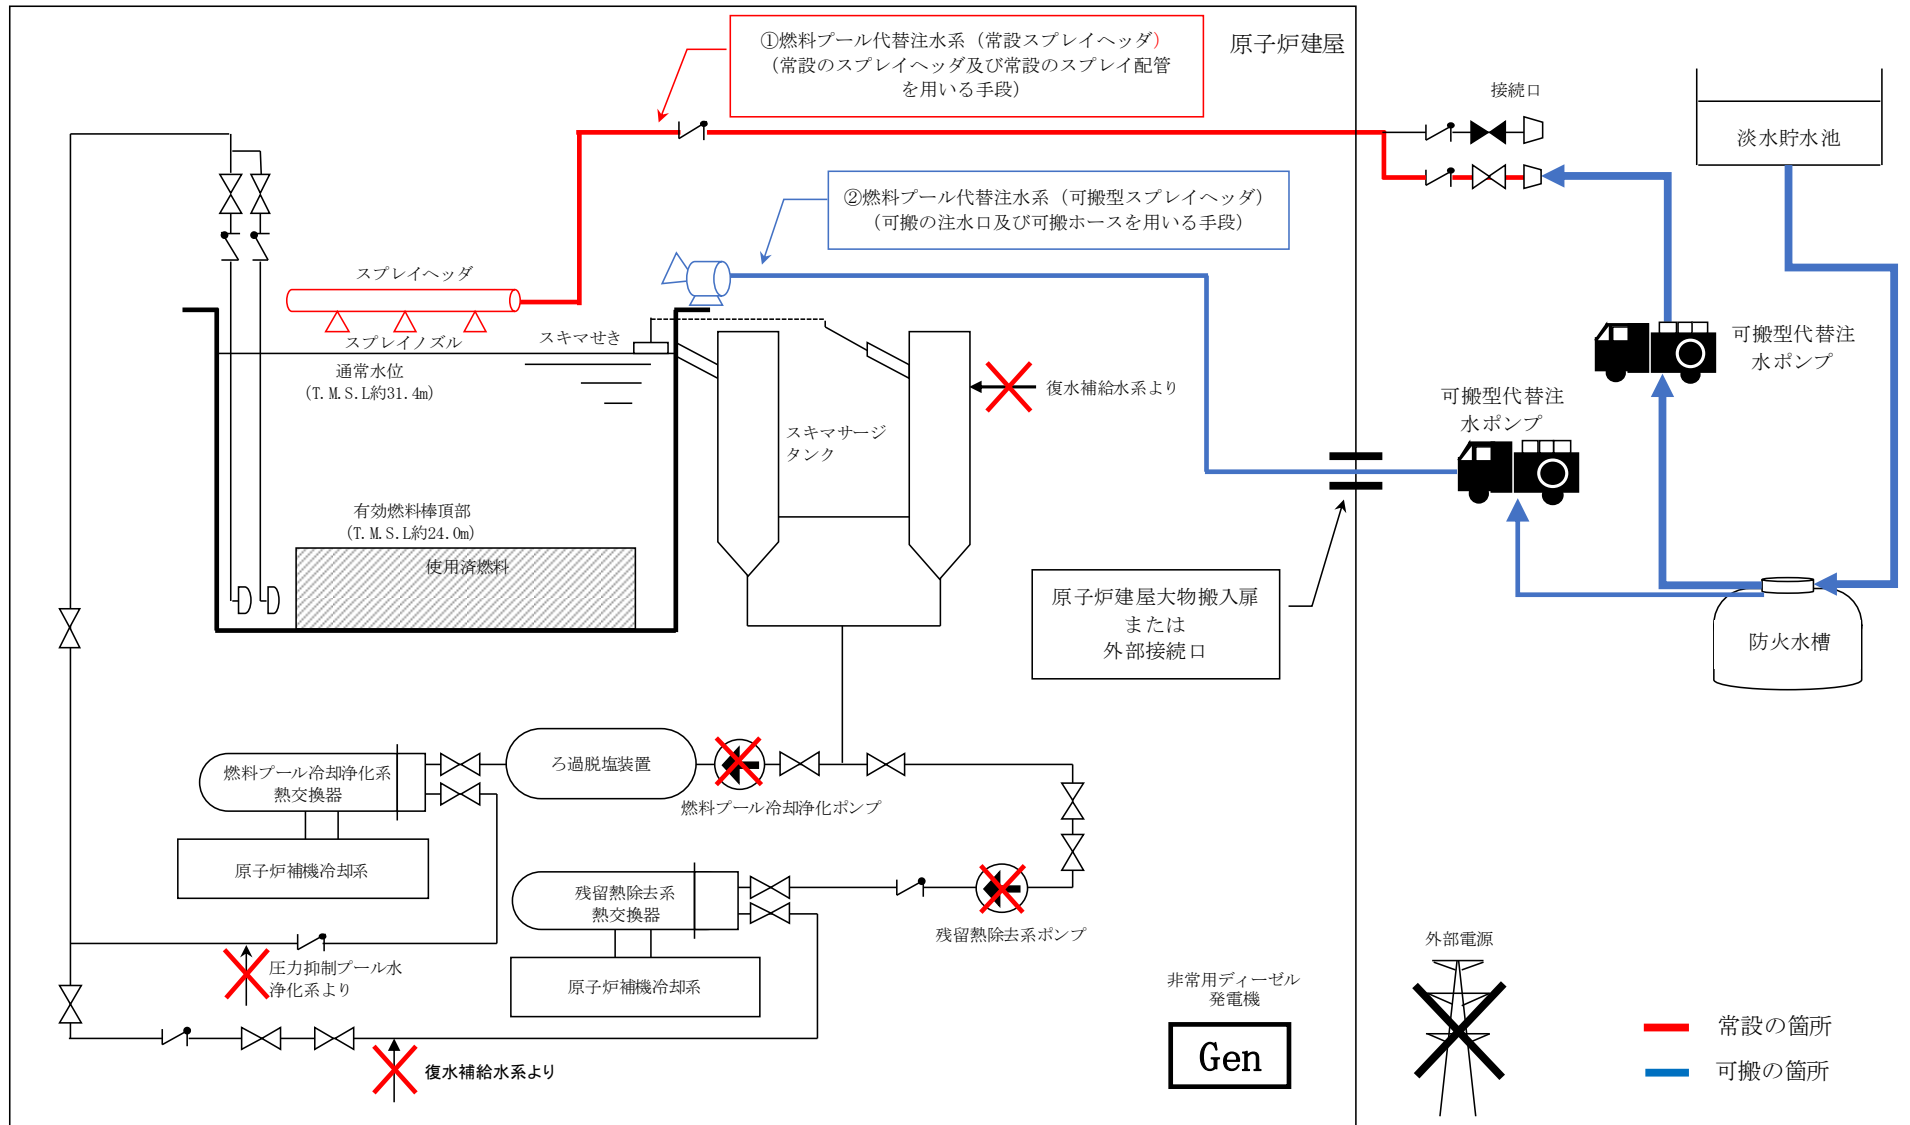 ①燃料プール代替注水系（常設スプレイヘッダ）
（常設のスプレイヘッダ及び常設のスプレイ配管
を用いる手段）
原子炉建屋
接続口
淡水貯水池
②燃料プール代替注水系（可搬型スプレイヘッダ）
（可搬の注水口及び可搬ホースを用いる手段）
スプレイヘッダ
スプレイノズル
スキマせき
通常水位
(T.M.S.L約31.4m)
復水補給水系より
可搬型代替注
水ポンプ
可搬型代替注
水ポンプ
スキマサージ
タンク
有効燃料棒頂部
(T.M.S.L約24.0m)
使用済燃料
原子炉建屋大物搬入扉
または
外部接続口
防火水槽
燃料プール冷却浄化系
熱交換器
ろ過脱塩装置
燃料プール冷却浄化ポンプ
原子炉補機冷却系
残留熱除去系
熱交換器
残留熱除去系ポンプ
原子炉補機冷却系
圧力抑制プール水
浄化系より
復水補給水系より
非常用ディーゼル
発電機
Gen
外部電源
常設の箇所
可搬の箇所